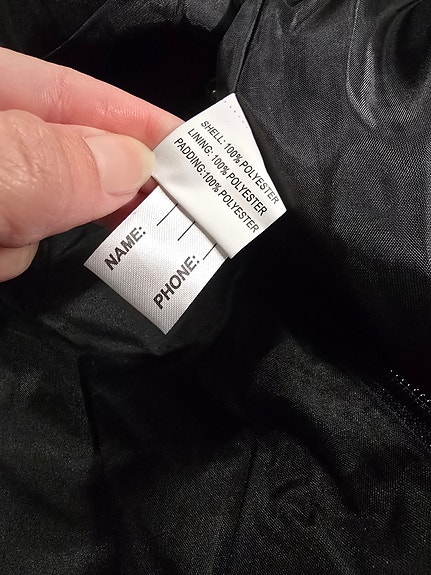 SHELL: 100% POLYESTER
LINING: 100% POLYESTER
PADDING:100% POLYESTER
NAME:
PHONE: